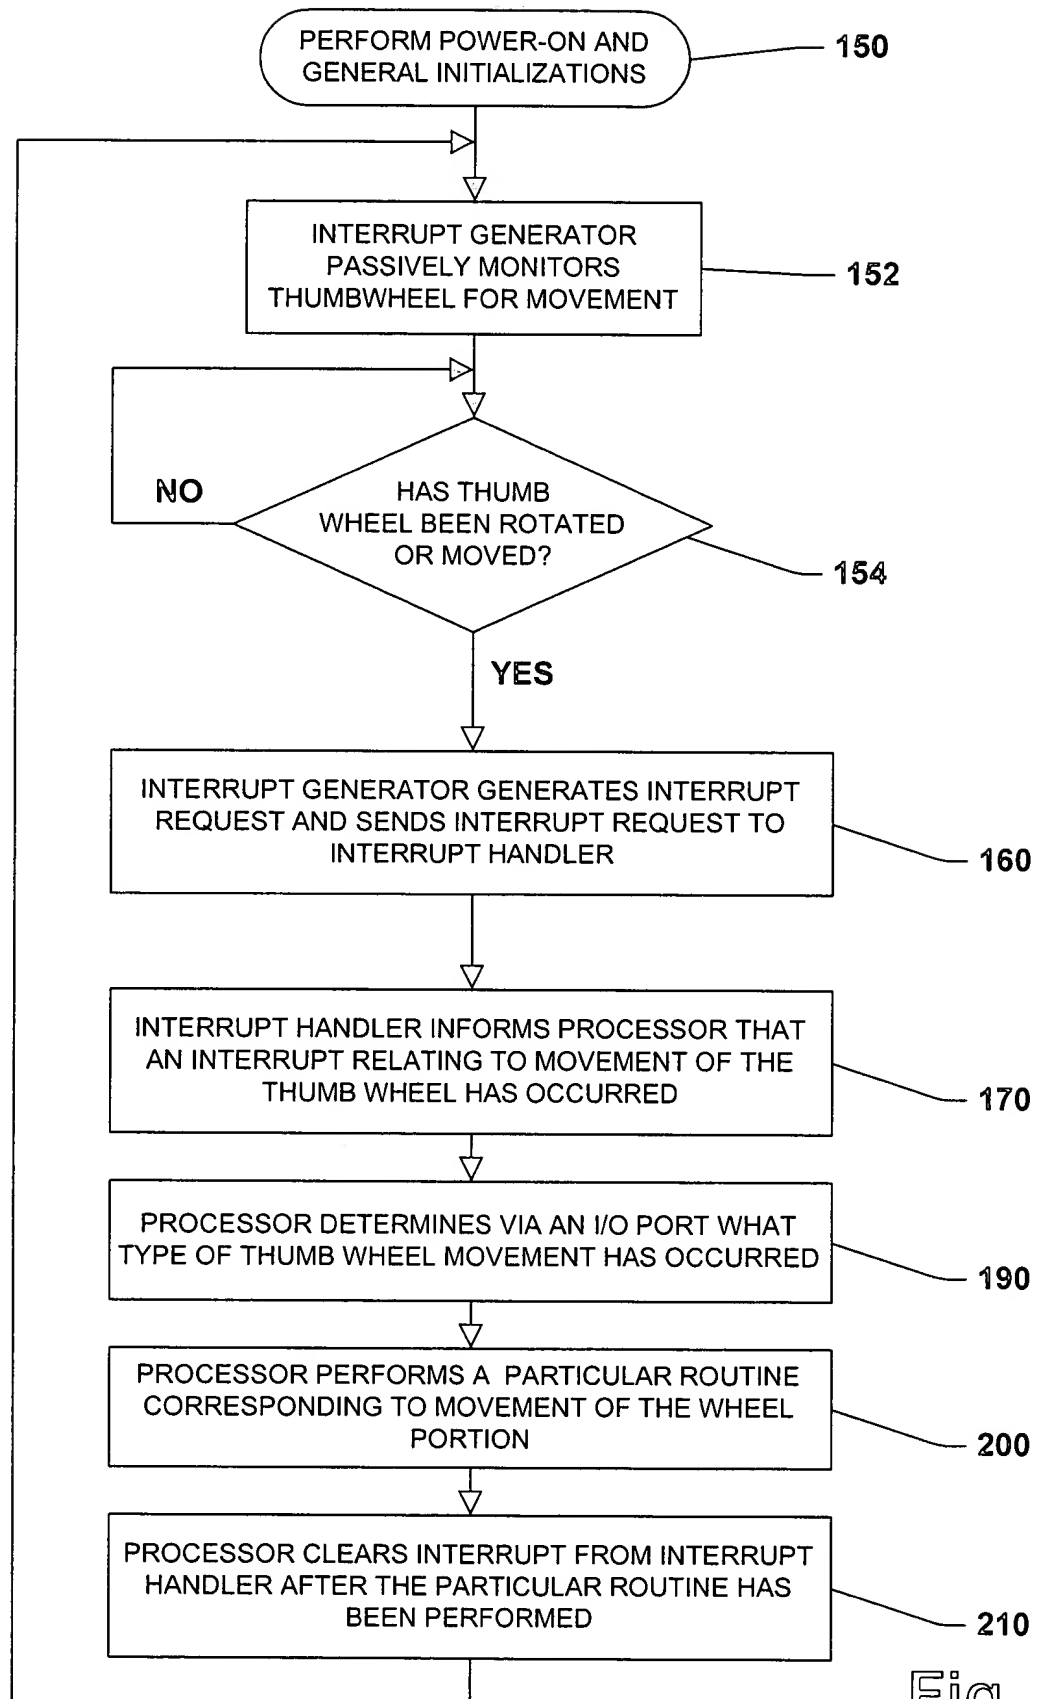 PERFORM POWER-ON AND
GENERAL INITIALIZATIONS
150
INTERRUPT GENERATOR
PASSIVELY MONITORS
THUMBWHEEL FOR MOVEMENT
152
NO
HAS THUMB
WHEEL BEEN ROTATED
OR MOVED?
154
YES
INTERRUPT GENERATOR GENERATES INTERRUPT
REQUEST AND SENDS INTERRUPT REQUEST TO
INTERRUPT HANDLER
160
INTERRUPT HANDLER INFORMS PROCESSOR THAT
AN INTERRUPT RELATING TO MOVEMENT OF THE
THUMB WHEEL HAS OCCURRED
170
PROCESSOR DETERMINES VIA AN I/O PORT WHAT
TYPE OF THUMB WHEEL MOVEMENT HAS OCCURRED
190
PROCESSOR PERFORMS A PARTICULAR ROUTINE
CORRESPONDING TO MOVEMENT OF THE WHEEL
PORTION
200
PROCESSOR CLEARS INTERRUPT FROM INTERRUPT
HANDLER AFTER THE PARTICULAR ROUTINE HAS
BEEN PERFORMED
210
Fig